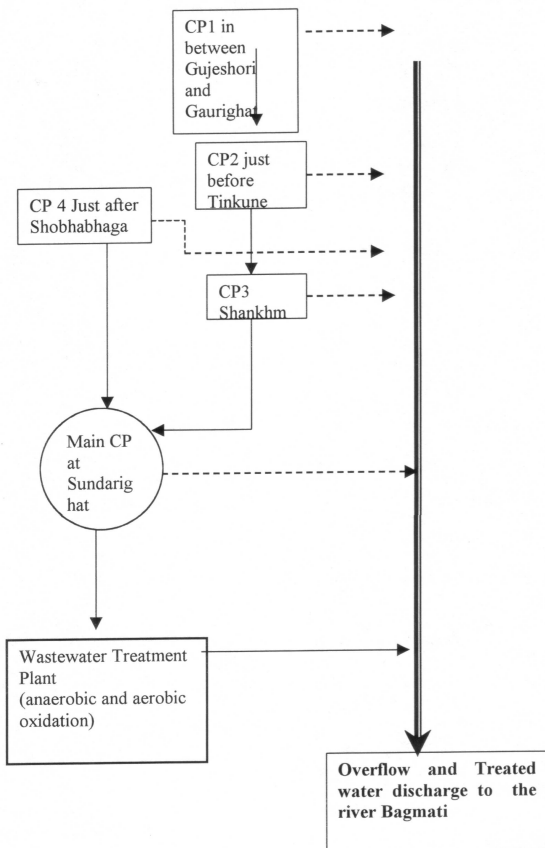 CP1 in
between
Gujeshori
and
Gaurighat
CP2 just
before
Tinkune
CP 4 Just after
Shobhabhaga
CP3
Shankhm
Main CP
at
Sundarig
hat
Wastewater Treatment
Plant
(anaerobic and aerobic
oxidation)
Overflow and Treated
water discharge to the
river Bagmati